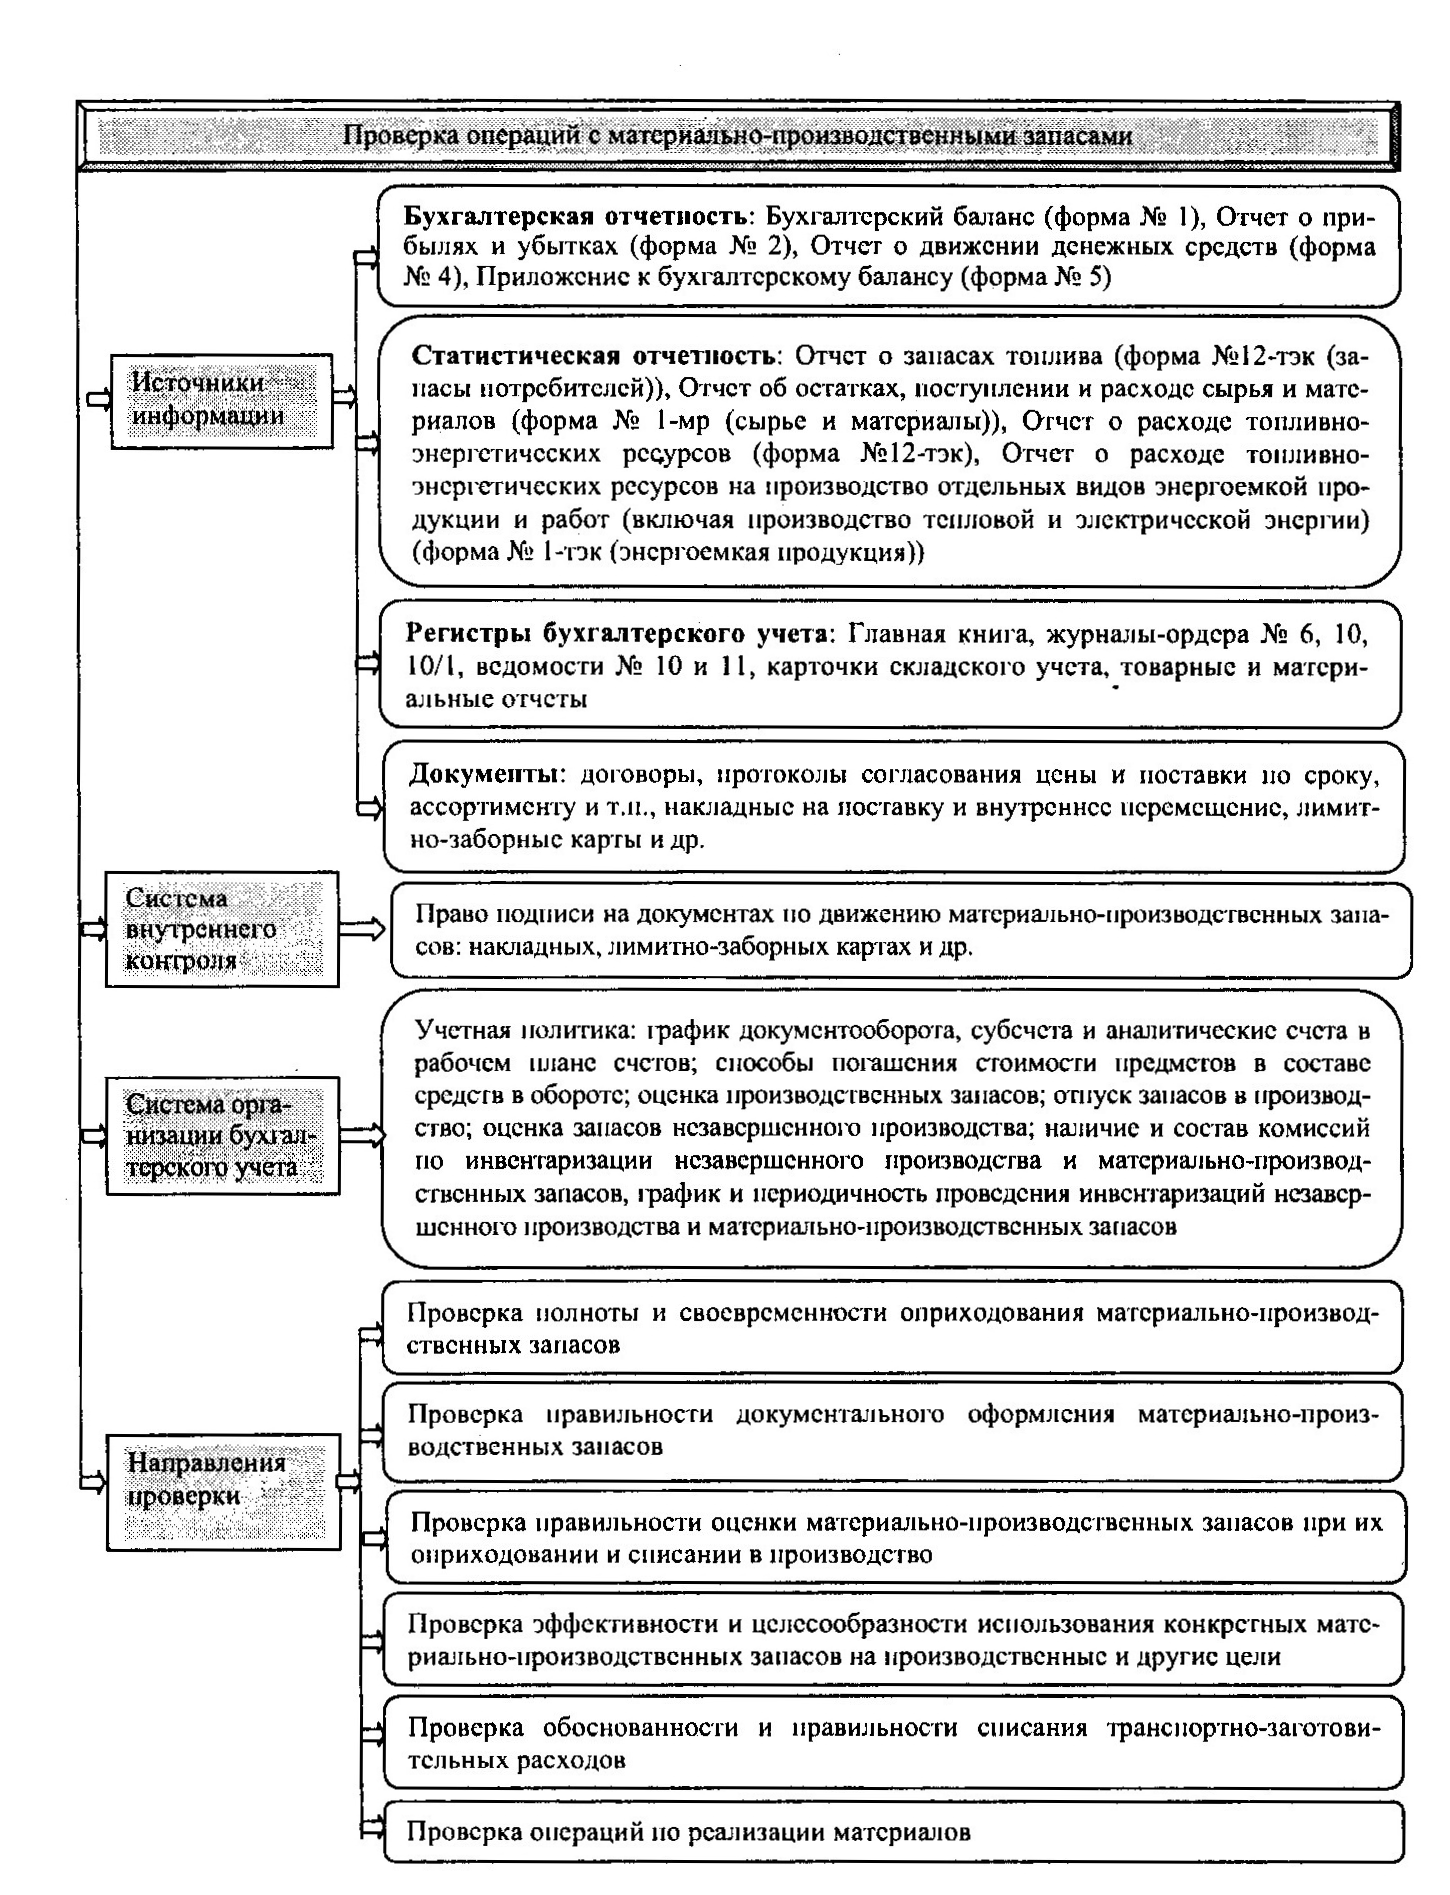 Проверка операций с материально-производственными запасами
Бухгалтерская отчетность: Бухгалтерский баланс (форма № 1), Отчет о при-
былях и убытках (форма № 2), Отчет о движении денежных средств (форма
№ 4), Приложение к бухгалтерскому балансу (форма № 5)
Источники
информации
Статистическая отчетность: Отчет о запасах топлива (форма №12-тэк (за-
пасы потребителей)), Отчет об остатках, поступлении и расходе сырья и мате-
риалов (форма № 1-мр (сырье и материалы)), Отчет о расходе топливно-
энергетических ресурсов (форма №12-тэк), Отчет о расходе топливно-
энергетических ресурсов на производство отдельных видов энергоемкой про-
дукции и работ (включая производство тепловой и электрической энергии)
(форма № 1-тэк (энергоемкая продукция))
Регистры бухгалтерского учета: Главная книга, журналы-ордера № 6, 10,
10/1, ведомости № 10 и 11, карточки складского учета, товарные и матери-
альные отчеты
Документы: договоры, протоколы согласования цены и поставки по сроку,
ассортименту и т.п., накладные на поставку и внутреннее перемещение, лимит-
но-заборные карты и др.
Система
внутреннего
контроля
Право подписи на документах по движению материально-производственных запа-
сов: накладных, лимитно-заборных картах и др.
Система орга-
низации бухгал-
терского учета
Учетная политика: график документооборота, субсчета и аналитические счета в
рабочем плане счетов; способы погашения стоимости предметов в составе
средств в обороте; оценка производственных запасов; отпуск запасов в производ-
ство; оценка запасов незавершенного производства; наличие и состав комиссий
по инвентаризации незавершенного производства и материально-производ-
ственных запасов, график и периодичность проведения инвентаризаций незавер-
шенного производства и материально-производственных запасов
Направления
проверки
Проверка полноты и своевременности оприходования материально-производ-
ственных запасов
Проверка правильности документального оформления материально-произ-
водственных запасов
Проверка правильности оценки материально-производственных запасов при их
оприходовании и списании в производство
Проверка эффективности и целесообразности использования конкретных мате-
риально-производственных запасов на производственные и другие цели
Проверка обоснованности и правильности списания транспортно-заготови-
тельных расходов
Проверка операций по реализации материалов